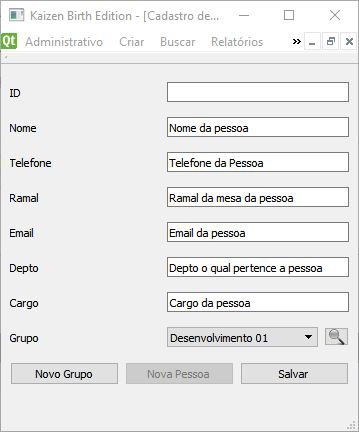 Kaizen Birth Edition - [Cadastro de...
Qt Administrativo Criar Buscar Relatórios »
ID
Nome Nome da pessoa
Telefone Telefone da Pessoa
Ramal Ramal da mesa da pessoa
Email Email da pessoa
Depto Depto o qual pertence a pessoa
Cargo Cargo da pessoa
Grupo Desenvolvimento 01
Novo Grupo Nova Pessoa Salvar